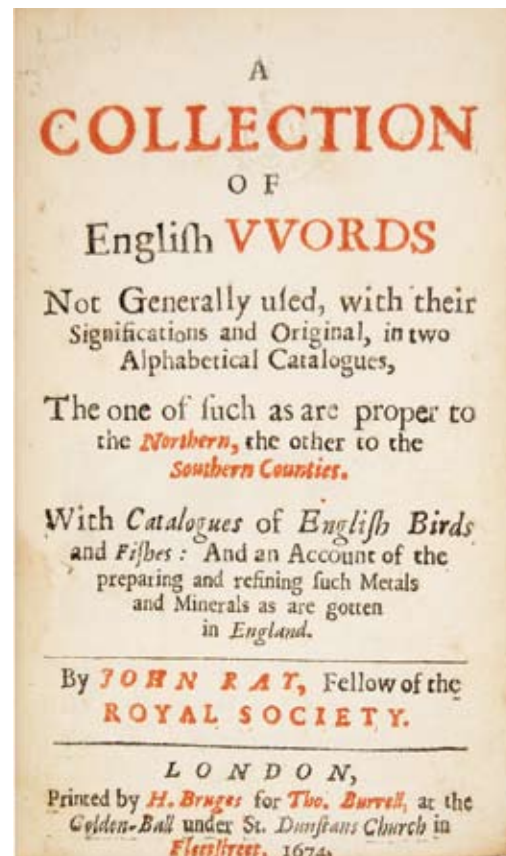 A
COLLECTION
OF
Engliſh VVORDS
Not Generally uſed, with their
Significations and Original, in two
Alphabetical Catalogues,
The one of ſuch as are proper to
the Northern, the other to the
Southern Counties.
With Catalogues of Engliſh Birds
and Fiſhes: And an Account of the
preparing and refining ſuch Metals
and Minerals as are gotten
in England.
By JOHN RAY, Fellow of the
ROYAL SOCIETY.
LONDON,
Printed by H. Bruges for Tho. Burrell, at the
Golden-Ball under St. Dunſtans Church in
Fleetſtreet. 1674.